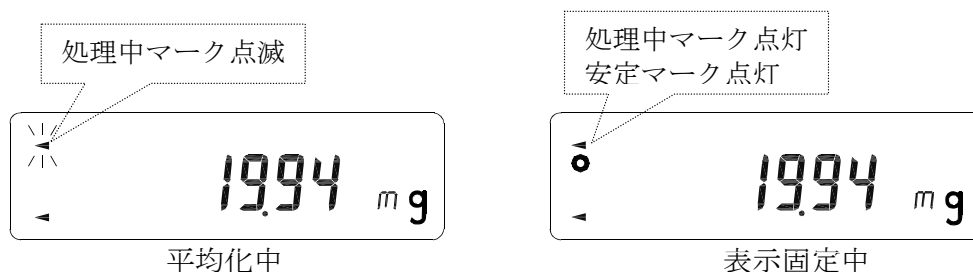 処理中マーク点滅
処理中マーク点灯
安定マーク点灯
19.94 mg
19.94 mg
平均化中
表示固定中